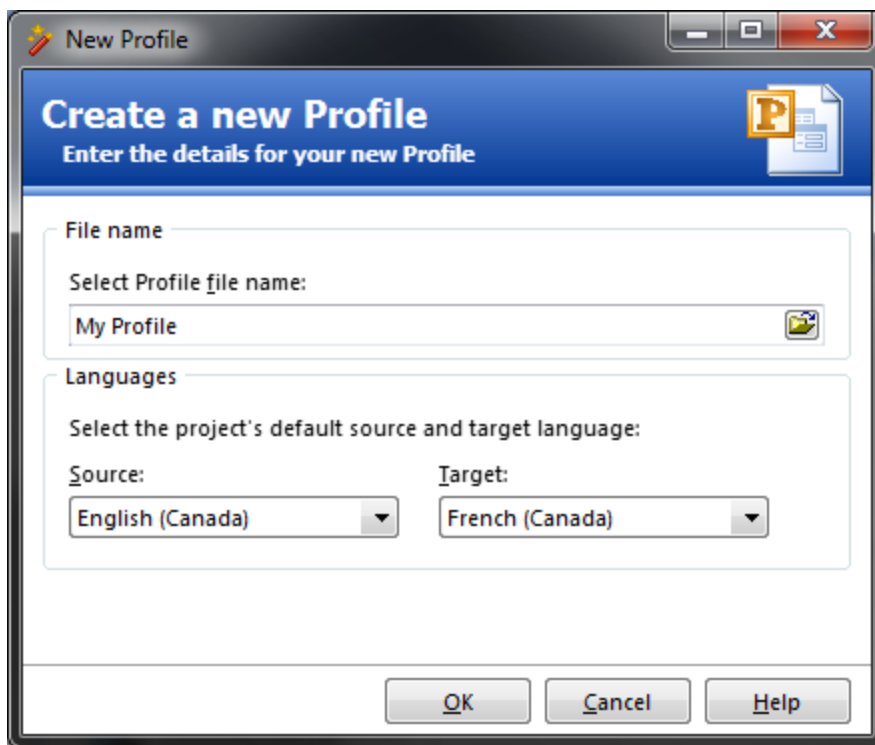 New Profile
Create a new Profile
Enter the details for your new Profile
P
File name
Select Profile file name:
My Profile
Languages
Select the project's default source and target language:
Source: Target:
English (Canada) French (Canada)
OK Cancel Help